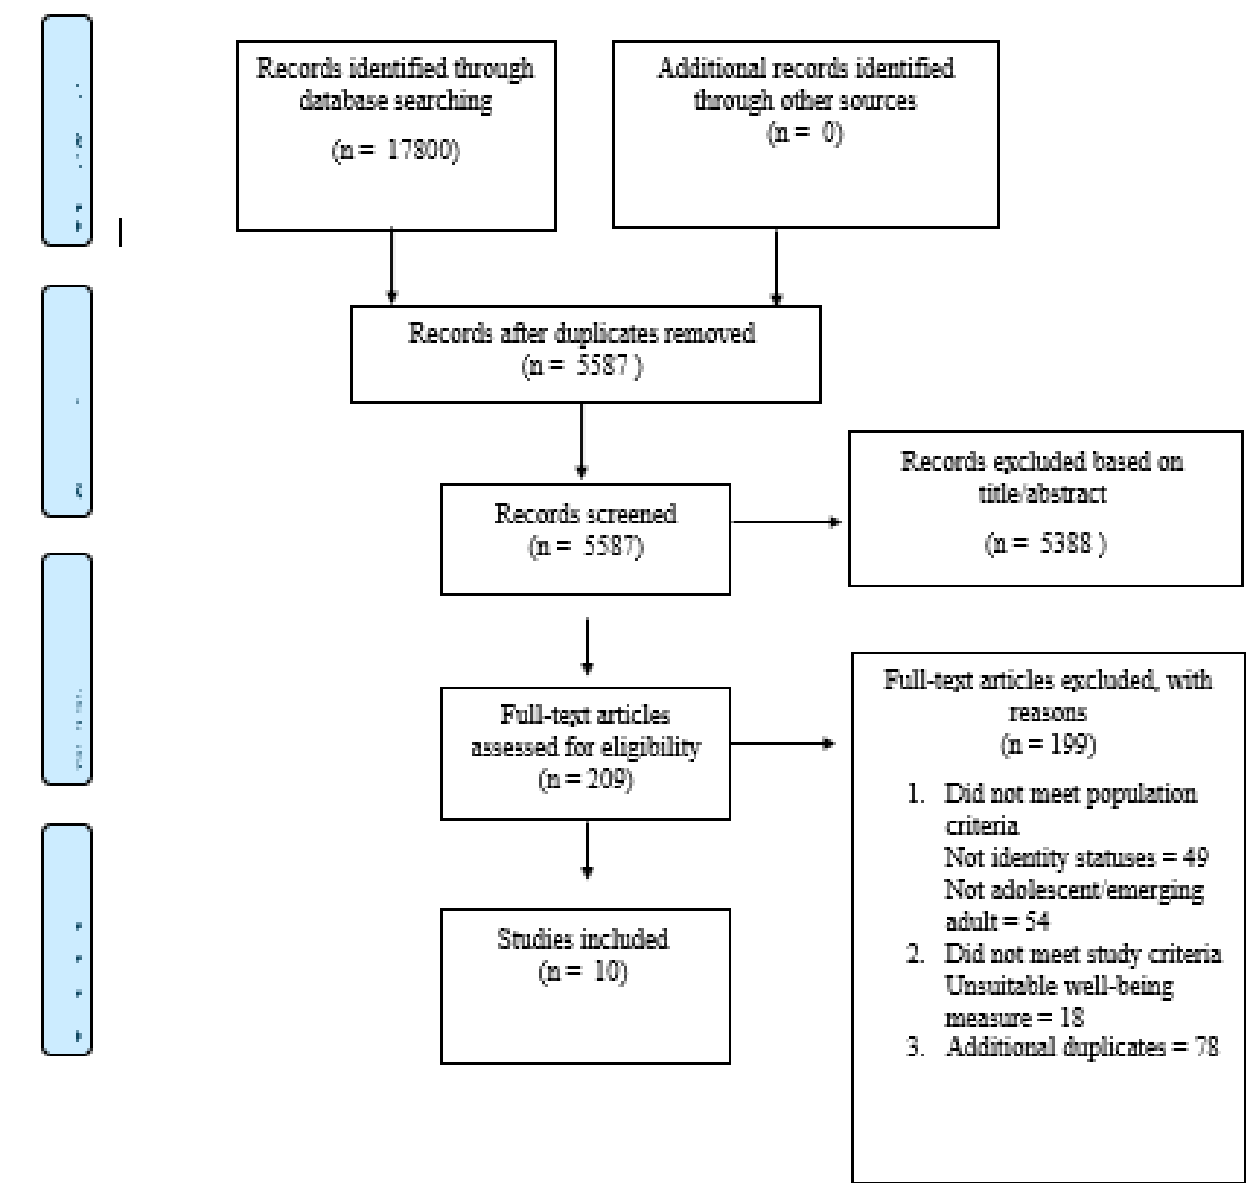 Records identified through
database searching
(n = 17800)
Additional records identified
through other sources
(n = 0)
Records after duplicates removed
(n = 5587 )
Records screened
(n = 5587)
Records excluded based on
title/abstract
(n = 5388 )
Full-text articles
assessed for eligibility
(n = 209)
Full-text articles excluded, with
reasons
(n = 199)
1. Did not meet population
criteria
Not identity statuses = 49
Not adolescent/emerging
adult = 54
2. Did not meet study criteria
Unsuitable well-being
measure = 18
3. Additional duplicates = 78
Studies included
(n = 10)